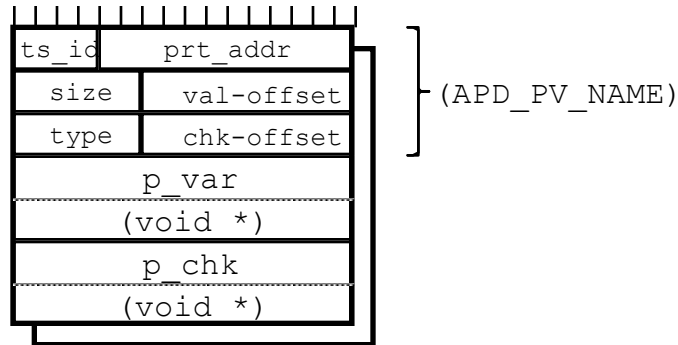 ts_id prt_addr
size val-offset (APD_PV_NAME)
type chk-offset
p_var
(void *)
p_chk
(void *)